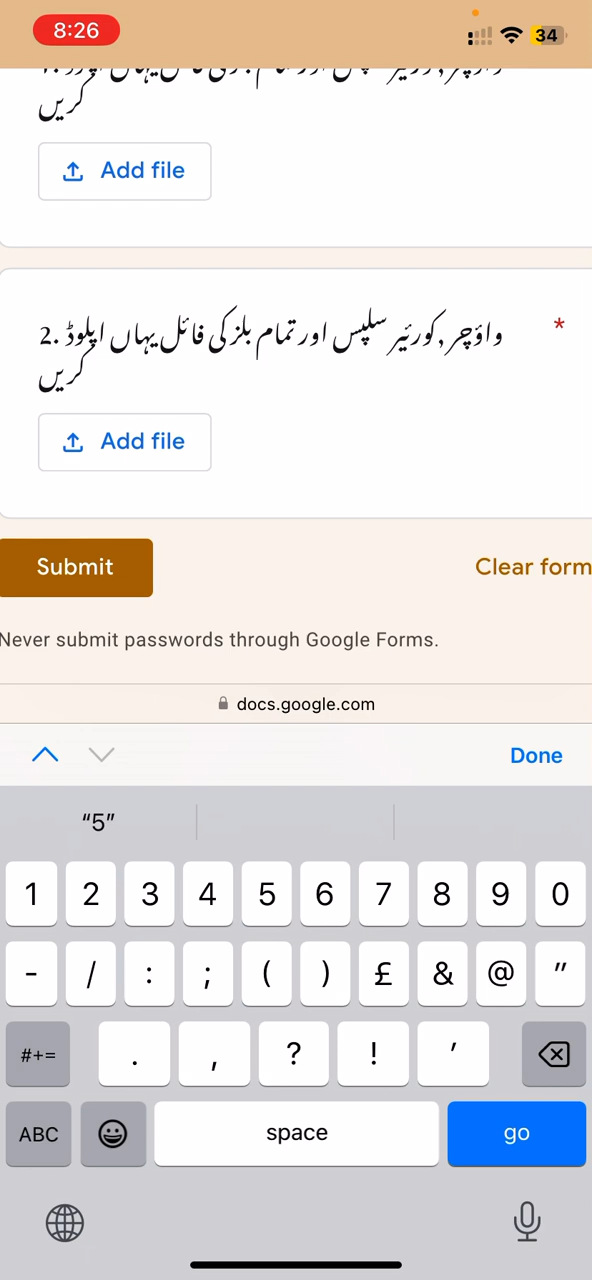 8:26
34
کریں
Add file
2. واؤچر, کورئیر سلپس اور تمام بلز کی فائل یہاں اپلوڈ *
کریں
Add file
Submit
Clear form
Never submit passwords through Google Forms.
docs.google.com
Done
“5”
1 2 3 4 5 6 7 8 9 0
- / : ; ( ) £ & @ "
#+= . , ? ! ’
ABC space go